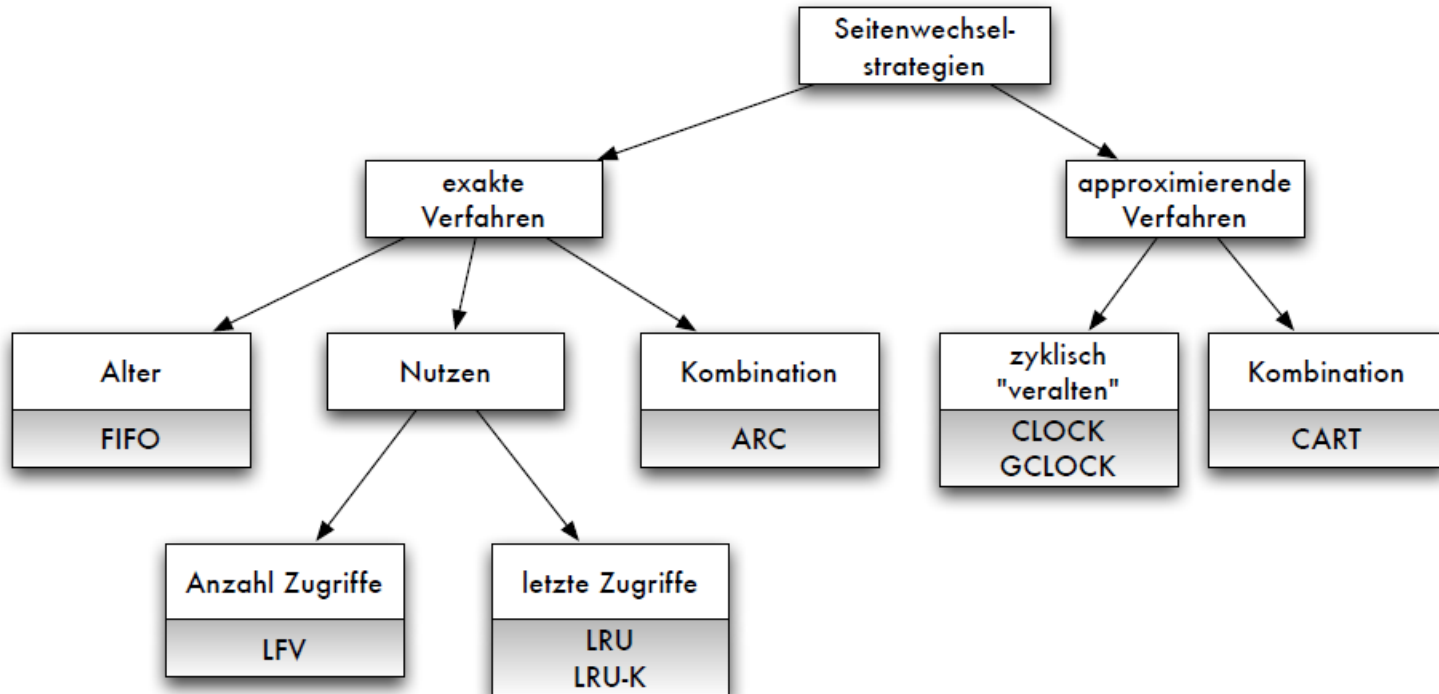 Seitenwechsel-
strategien
exakte
Verfahren
approximierende
Verfahren
Alter
FIFO
Nutzen
Kombination
ARC
zyklisch
"veralten"
CLOCK
GCLOCK
Kombination
CART
Anzahl Zugriffe
LFV
letzte Zugriffe
LRU
LRU-K